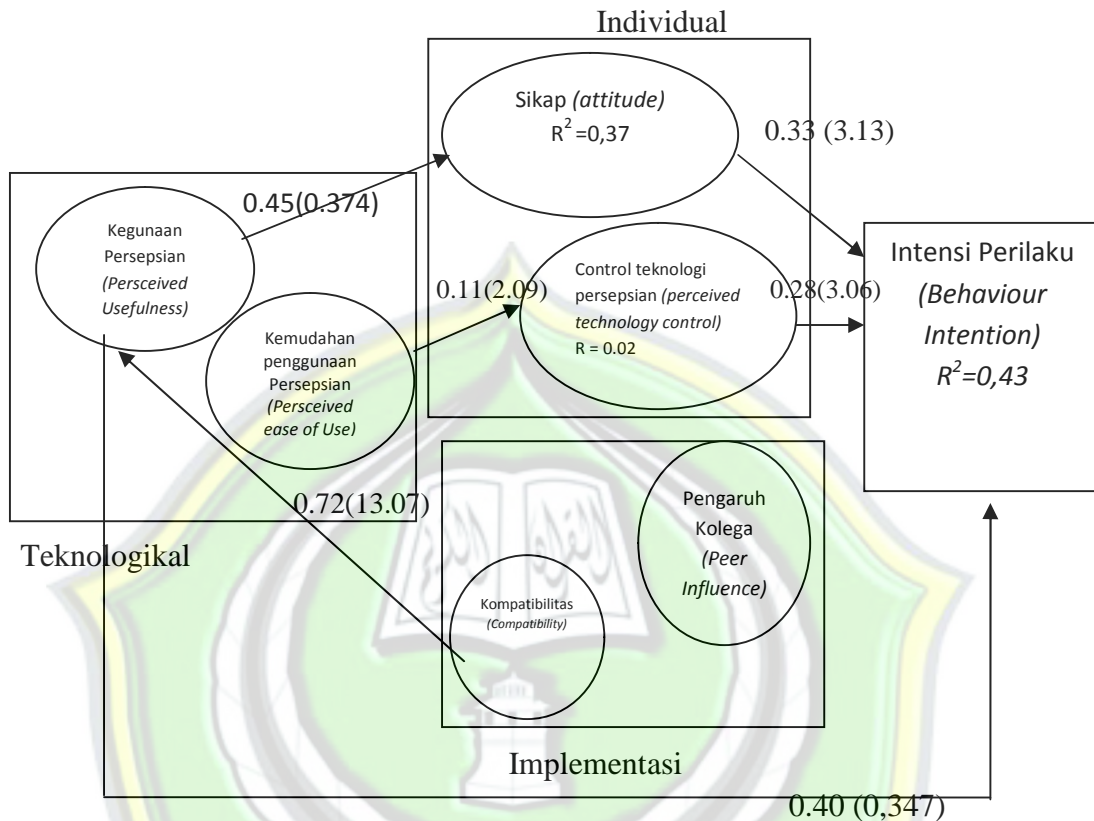 Individual
Sikap (attitude)
R²=0,37
0.33 (3.13)
0.45(0.374)
Kegunaan
Persepsian
(Perscieved
Usefulness)
Kemudahan
penggunaan
Persepsian
(Perscieved
ease of Use)
0.11(2.09)
Control teknologi
persepsian (perceived
technology control)
R = 0.02
0.28(3.06)
Intensi Perilaku
(Behaviour
Intention)
R²=0,43
0.72(13.07)
Teknologikal
Pengaruh
Kolega
(Peer
Influence)
Kompatibilitas
(Compatibility)
Implementasi
0.40 (0,347)